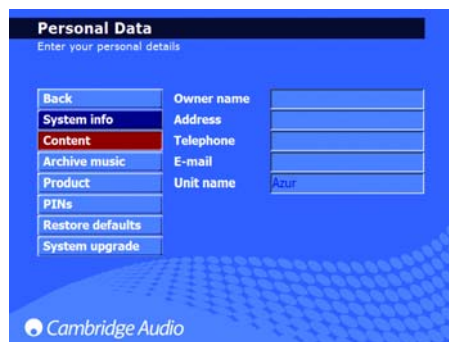 Personal Data
Enter your personal details
Back
System info
Content
Archive music
Product
PINs
Restore defaults
System upgrade
Owner name
Address
Telephone
E-mail
Unit name
Azur
Cambridge Audio